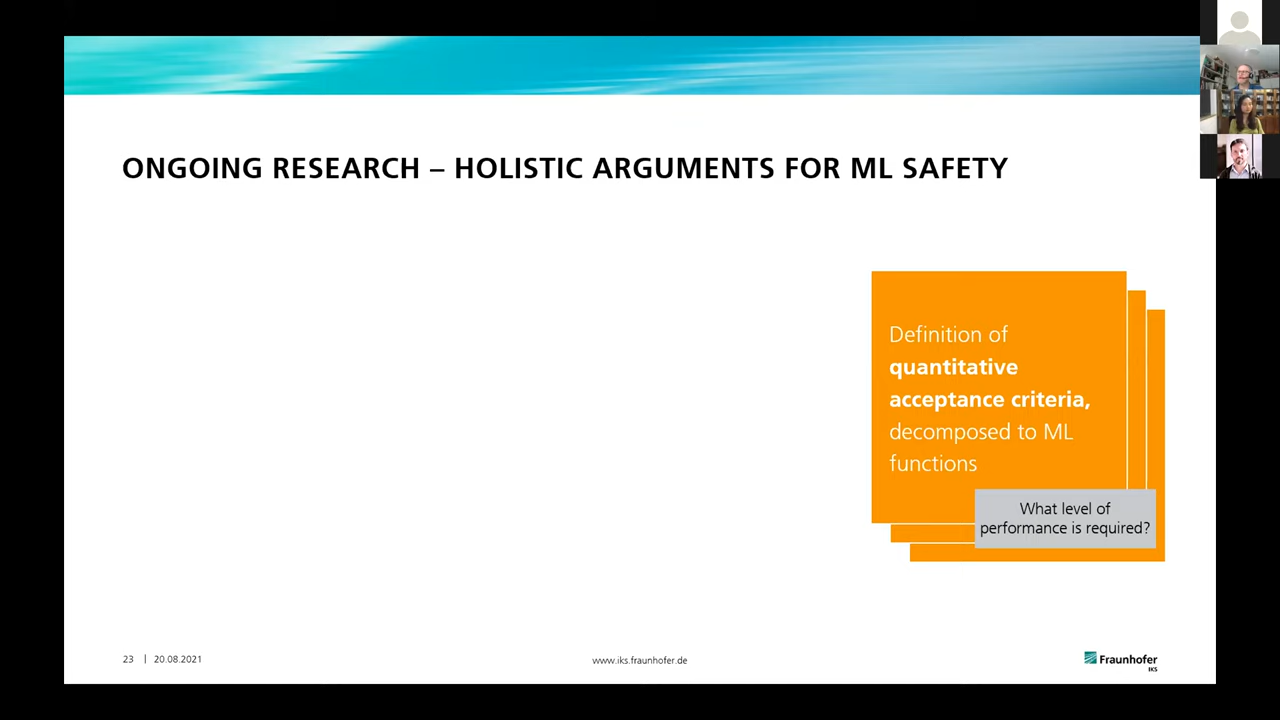 ONGOING RESEARCH – HOLISTIC ARGUMENTS FOR ML SAFETY
Definition of
quantitative
acceptance criteria,
decomposed to ML
functions
What level of
performance is required?
23 | 20.08.2021
www.iks.fraunhofer.de
Fraunhofer
IKS